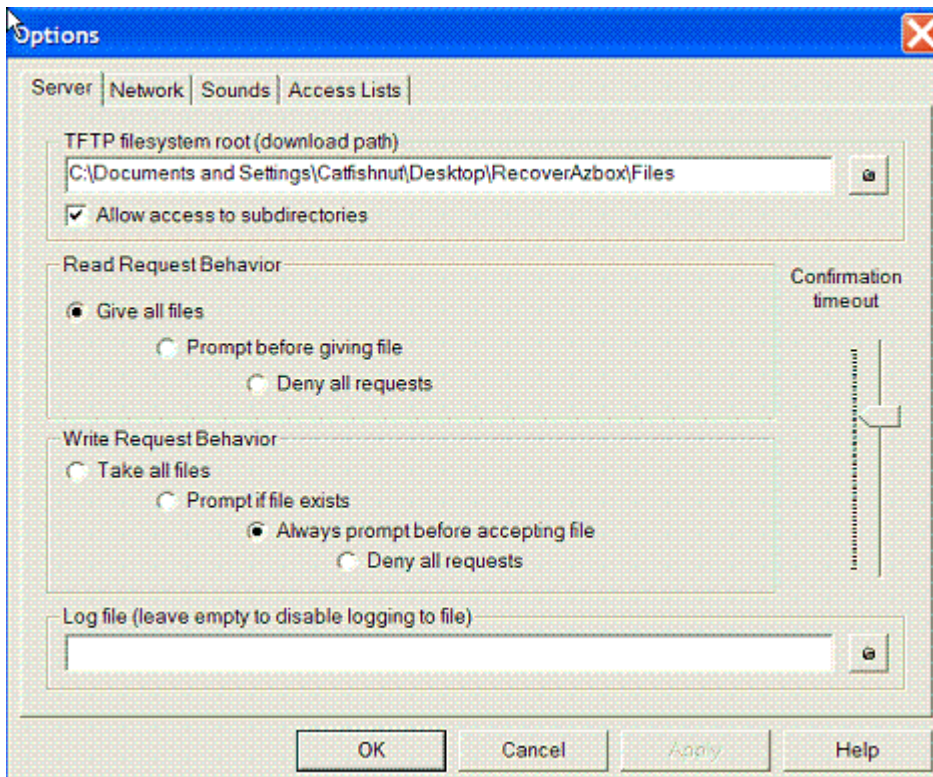 Options
Server Network Sounds Access Lists
TFTP filesystem root (download path)
C:\Documents and Settings\Catfishnut\Desktop\RecoverAzbox\Files
Allow access to subdirectories
Read Request Behavior
Confirmation
timeout
Give all files
Prompt before giving file
Deny all requests
Write Request Behavior
Take all files
Prompt if file exists
Always prompt before accepting file
Deny all requests
Log file (leave empty to disable logging to file)
OK Cancel Apply Help